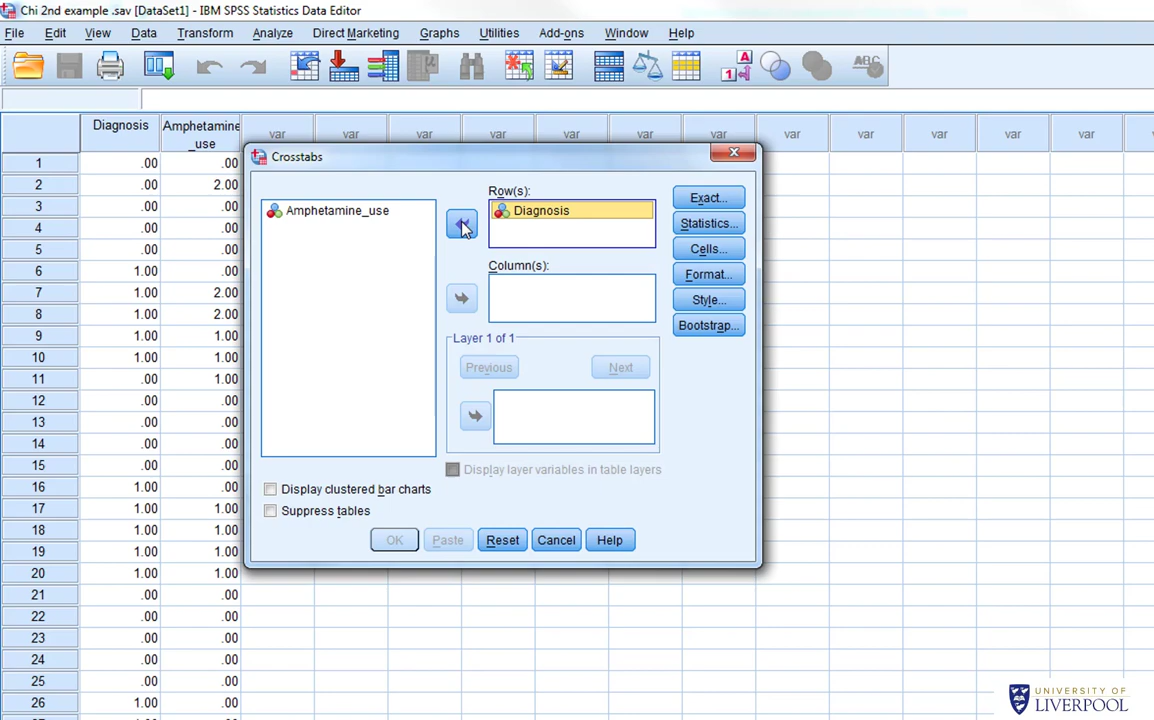 Chi 2nd example .sav [DataSet1] - IBM SPSS Statistics Data Editor
File Edit View Data Transform Analyze Direct Marketing Graphs Utilities Add-ons Window Help
Diagnosis Amphetamine_use var var var var var var var var var var var var
1 .00 .00
2 .00 2.00
3 .00 .00
4 .00 .00
5 .00 .00
6 1.00 .00
7 1.00 2.00
8 1.00 2.00
9 1.00 1.00
10 1.00 1.00
11 .00 1.00
12 .00 .00
13 .00 .00
14 .00 .00
15 .00 .00
16 1.00 .00
17 1.00 1.00
18 1.00 1.00
19 1.00 1.00
20 1.00 1.00
21 .00 .00
22 .00 .00
23 .00 .00
24 .00 .00
25 .00 .00
26 1.00 .00
Crosstabs
Amphetamine_use
Row(s):
Diagnosis
Column(s):
Layer 1 of 1
Previous Next
Display layer variables in table layers
Exact...
Statistics...
Cells...
Format...
Style...
Bootstrap...
Display clustered bar charts
Suppress tables
OK Paste Reset Cancel Help
UNIVERSITY OF
LIVERPOOL